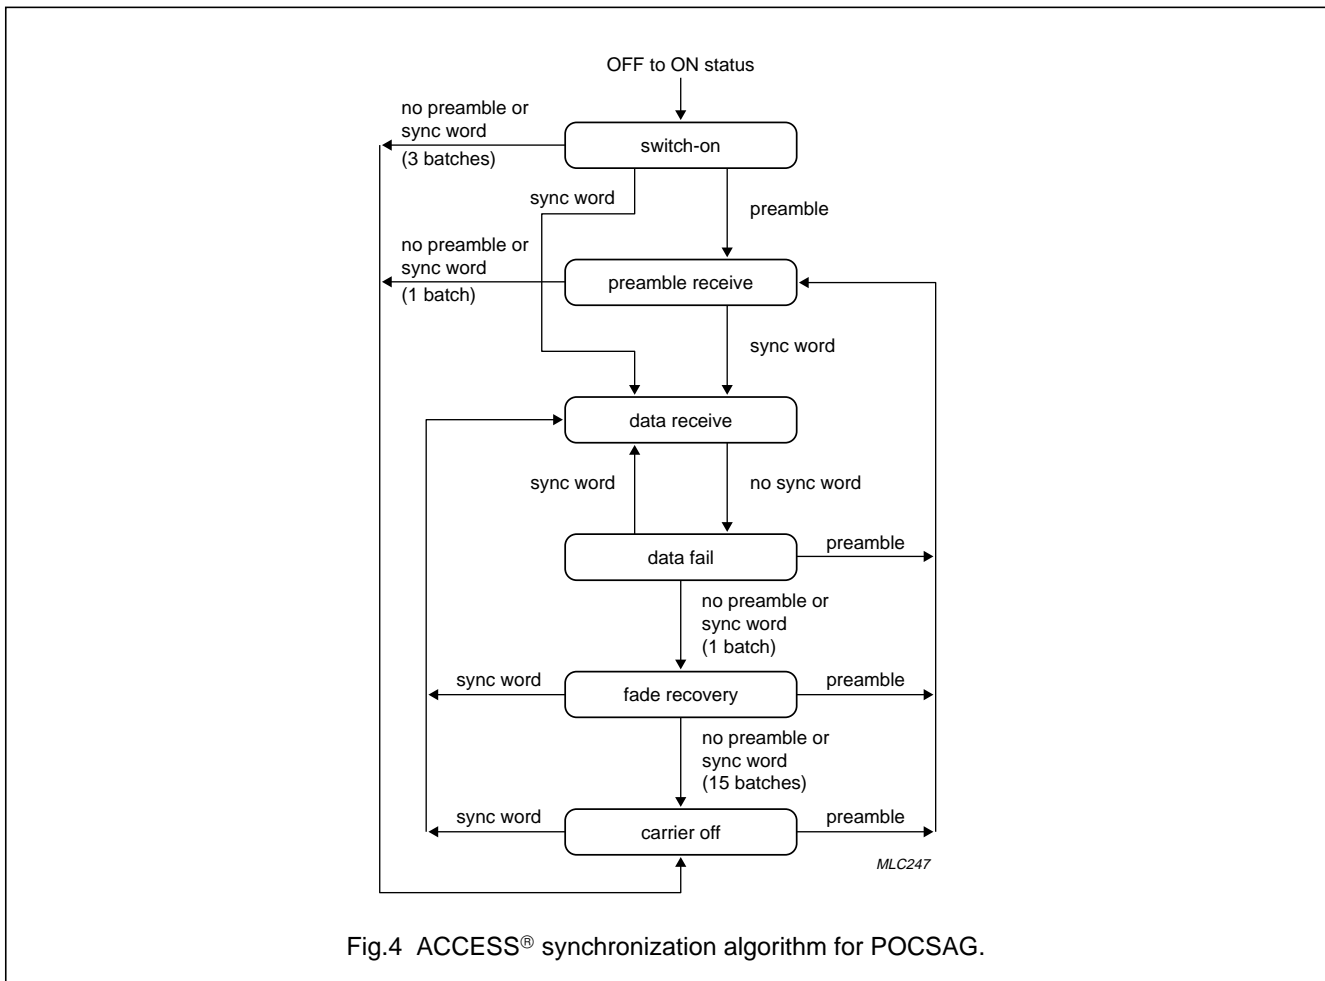 OFF to ON status
no preamble or
sync word
(3 batches)
switch-on
sync word
preamble
no preamble or
sync word
(1 batch)
preamble receive
sync word
data receive
sync word
no sync word
data fail
preamble
no preamble or
sync word
(1 batch)
sync word
fade recovery
preamble
no preamble or
sync word
(15 batches)
sync word
carrier off
preamble
MLC247
Fig.4 ACCESS® synchronization algorithm for POCSAG.